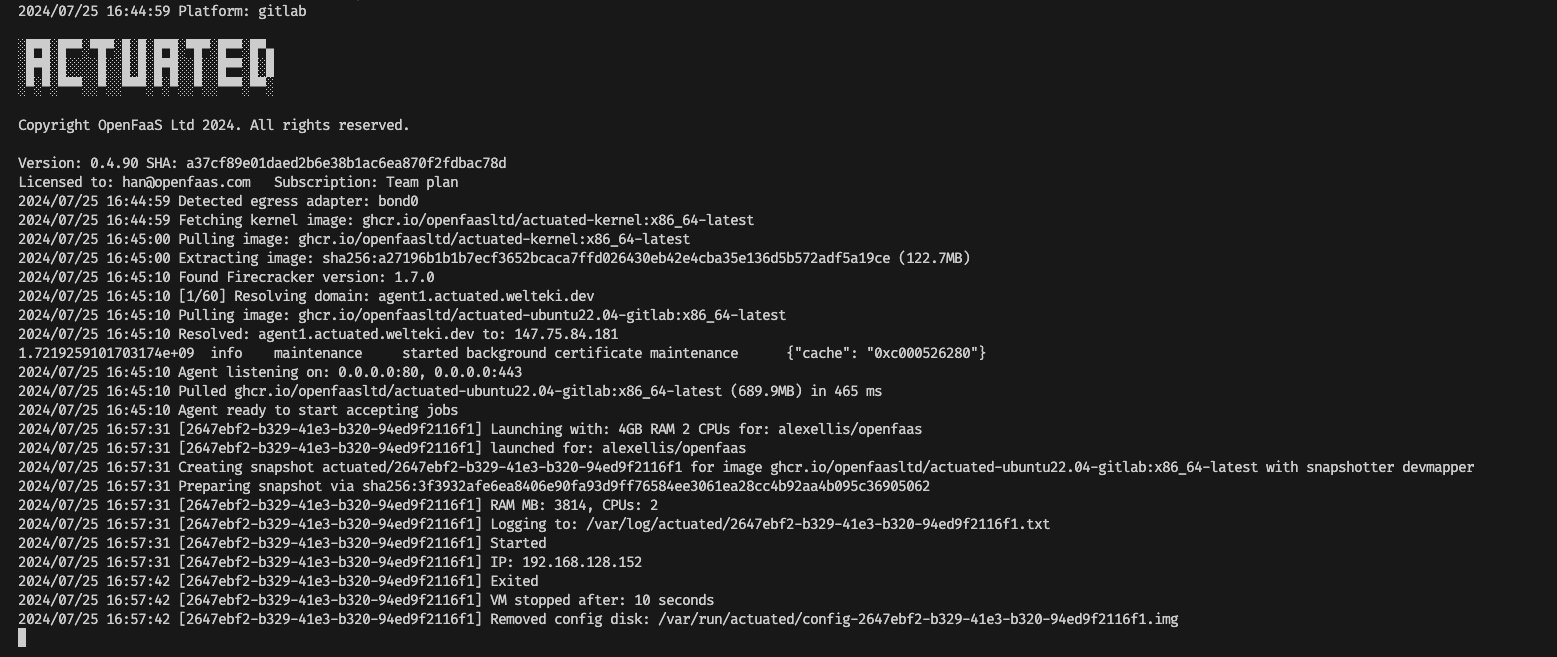 2024/07/25 16:44:59 Platform: gitlab
ACTUATED
Copyright OpenFaaS Ltd 2024. All rights reserved.
Version: 0.4.90 SHA: a37cf89e01daed2b6e38b1ac6ea870f2fdbac78d
Licensed to: han@openfaas.com   Subscription: Team plan
2024/07/25 16:44:59 Detected egress adapter: bond0
2024/07/25 16:44:59 Fetching kernel image: ghcr.io/openfaasltd/actuated-kernel:x86_64-latest
2024/07/25 16:45:00 Pulling image: ghcr.io/openfaasltd/actuated-kernel:x86_64-latest
2024/07/25 16:45:00 Extracting image: sha256:a27196b1b1b7ecf3652bcaca7ffd026430eb42e4cba35e136d5b572adf5a19ce (122.7MB)
2024/07/25 16:45:10 Found Firecracker version: 1.7.0
2024/07/25 16:45:10 [1/60] Resolving domain: agent1.actuated.welteki.dev
2024/07/25 16:45:10 Pulling image: ghcr.io/openfaasltd/actuated-ubuntu22.04-gitlab:x86_64-latest
2024/07/25 16:45:10 Resolved: agent1.actuated.welteki.dev to: 147.75.84.181
1.7219259101703174e+09  info    maintenance     started background certificate maintenance      {"cache": "0xc000526280"}
2024/07/25 16:45:10 Agent listening on: 0.0.0.0:80, 0.0.0.0:443
2024/07/25 16:45:10 Pulled ghcr.io/openfaasltd/actuated-ubuntu22.04-gitlab:x86_64-latest (689.9MB) in 465 ms
2024/07/25 16:45:10 Agent ready to start accepting jobs
2024/07/25 16:57:31 [2647ebf2-b329-41e3-b320-94ed9f2116f1] Launching with: 4GB RAM 2 CPUs for: alexellis/openfaas
2024/07/25 16:57:31 [2647ebf2-b329-41e3-b320-94ed9f2116f1] launched for: alexellis/openfaas
2024/07/25 16:57:31 Creating snapshot actuated/2647ebf2-b329-41e3-b320-94ed9f2116f1 for image ghcr.io/openfaasltd/actuated-ubuntu22.04-gitlab:x86_64-latest with snapshotter devmapper
2024/07/25 16:57:31 Preparing snapshot via sha256:3f3932afe6ea8406e90fa93d9ff76584ee3061ea28cc4b92aa4b095c36905062
2024/07/25 16:57:31 [2647ebf2-b329-41e3-b320-94ed9f2116f1] RAM MB: 3814, CPUs: 2
2024/07/25 16:57:31 [2647ebf2-b329-41e3-b320-94ed9f2116f1] Logging to: /var/log/actuated/2647ebf2-b329-41e3-b320-94ed9f2116f1.txt
2024/07/25 16:57:31 [2647ebf2-b329-41e3-b320-94ed9f2116f1] Started
2024/07/25 16:57:31 [2647ebf2-b329-41e3-b320-94ed9f2116f1] IP: 192.168.128.152
2024/07/25 16:57:42 [2647ebf2-b329-41e3-b320-94ed9f2116f1] Exited
2024/07/25 16:57:42 [2647ebf2-b329-41e3-b320-94ed9f2116f1] VM stopped after: 10 seconds
2024/07/25 16:57:42 [2647ebf2-b329-41e3-b320-94ed9f2116f1] Removed config disk: /var/run/actuated/config-2647ebf2-b329-41e3-b320-94ed9f2116f1.img